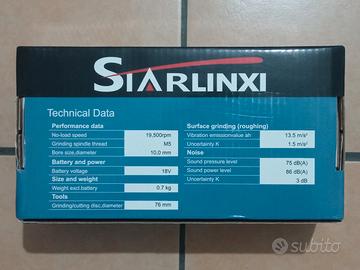 STARLINXI
Technical Data
Performance data
No-load speed 19,500rpm
Grinding spindle thread M5
Bore size,diameter 10,0 mm
Battery and power
Battery voltage 18V
Size and weight
Weight excl.battery 0.7 kg
Tools
Grinding/cutting disc,diameter 76 mm
Surface grinding (roughing)
Vibration emissionvalue ah 13.5 m/s²
Uncertainty K 1.5 m/s²
Noise
Sound pressure level 75 dB(A)
Sound power level 86 dB(A)
Uncertainty K 3 dB
subito